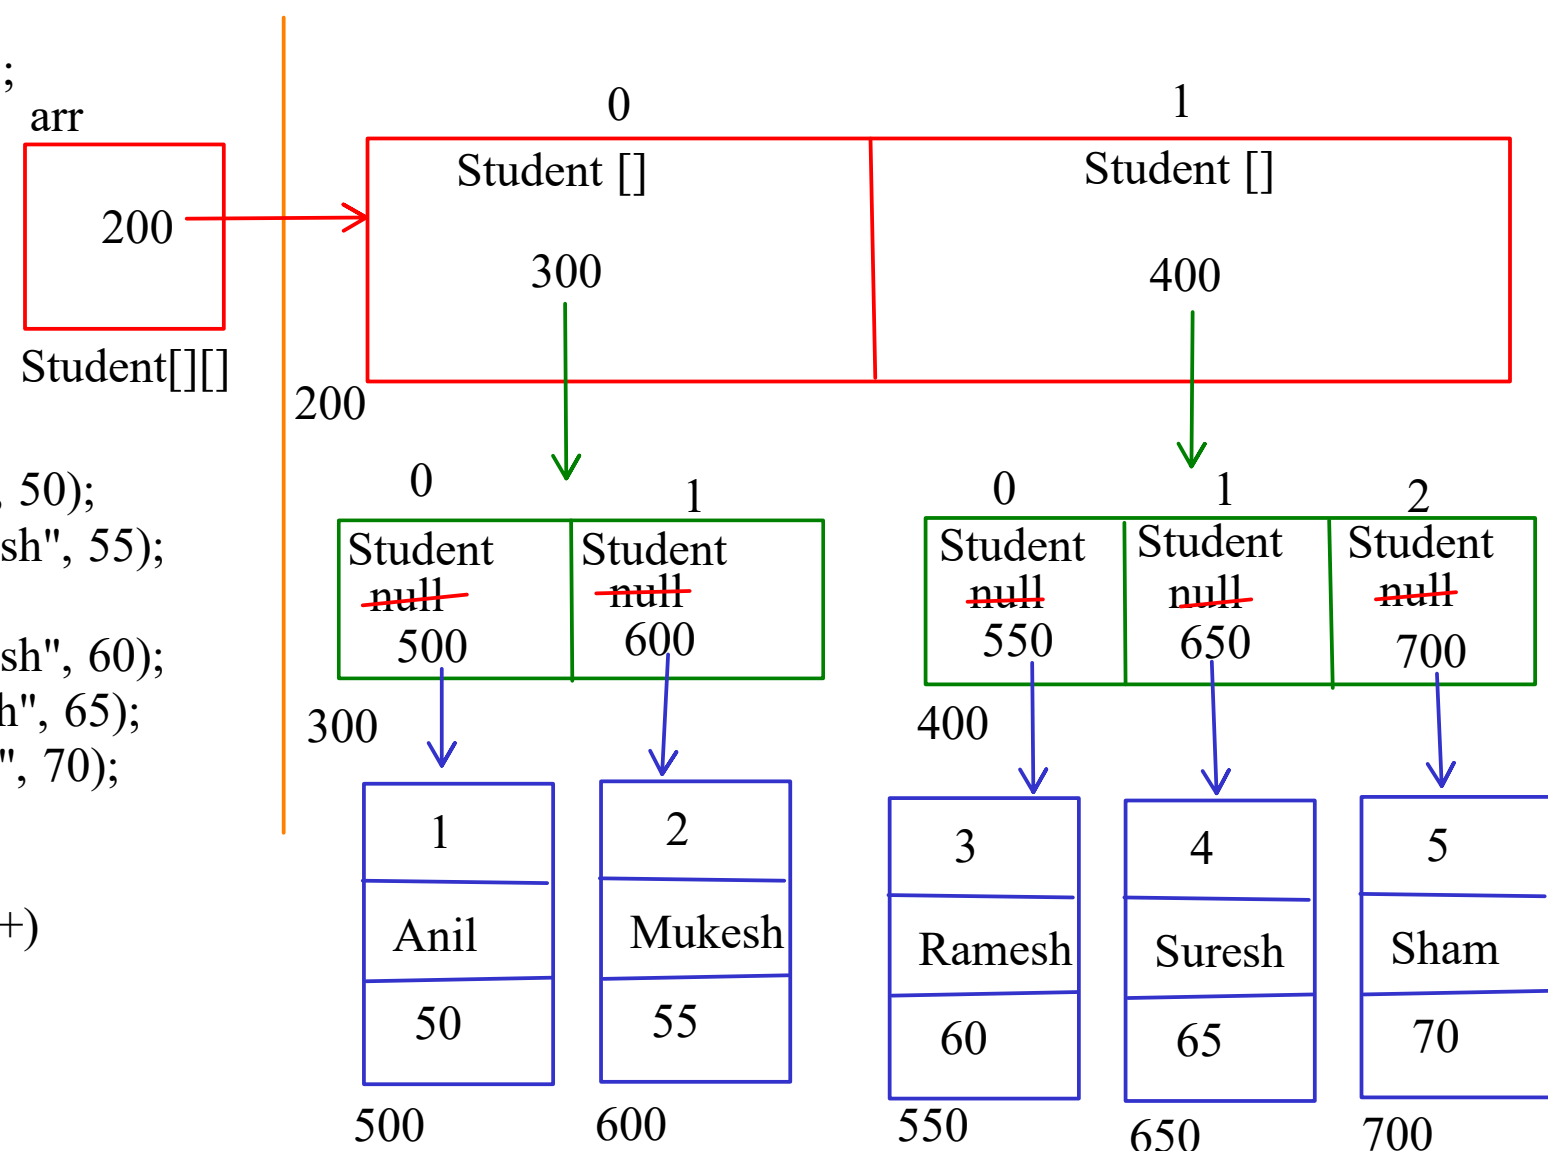 ;
arr
0 1
Student [] Student []
200
300 400
Student[][]
200
0 1 0 1 2
, 50);
sh", 55);
Student Student Student Student Student
null null null null null
500 600 550 650 700
sh", 60);
h", 65);
", 70);
300 400
1 2 3 4 5
+)
Anil Mukesh Ramesh Suresh Sham
50 55 60 65 70
500 600 550 650 700